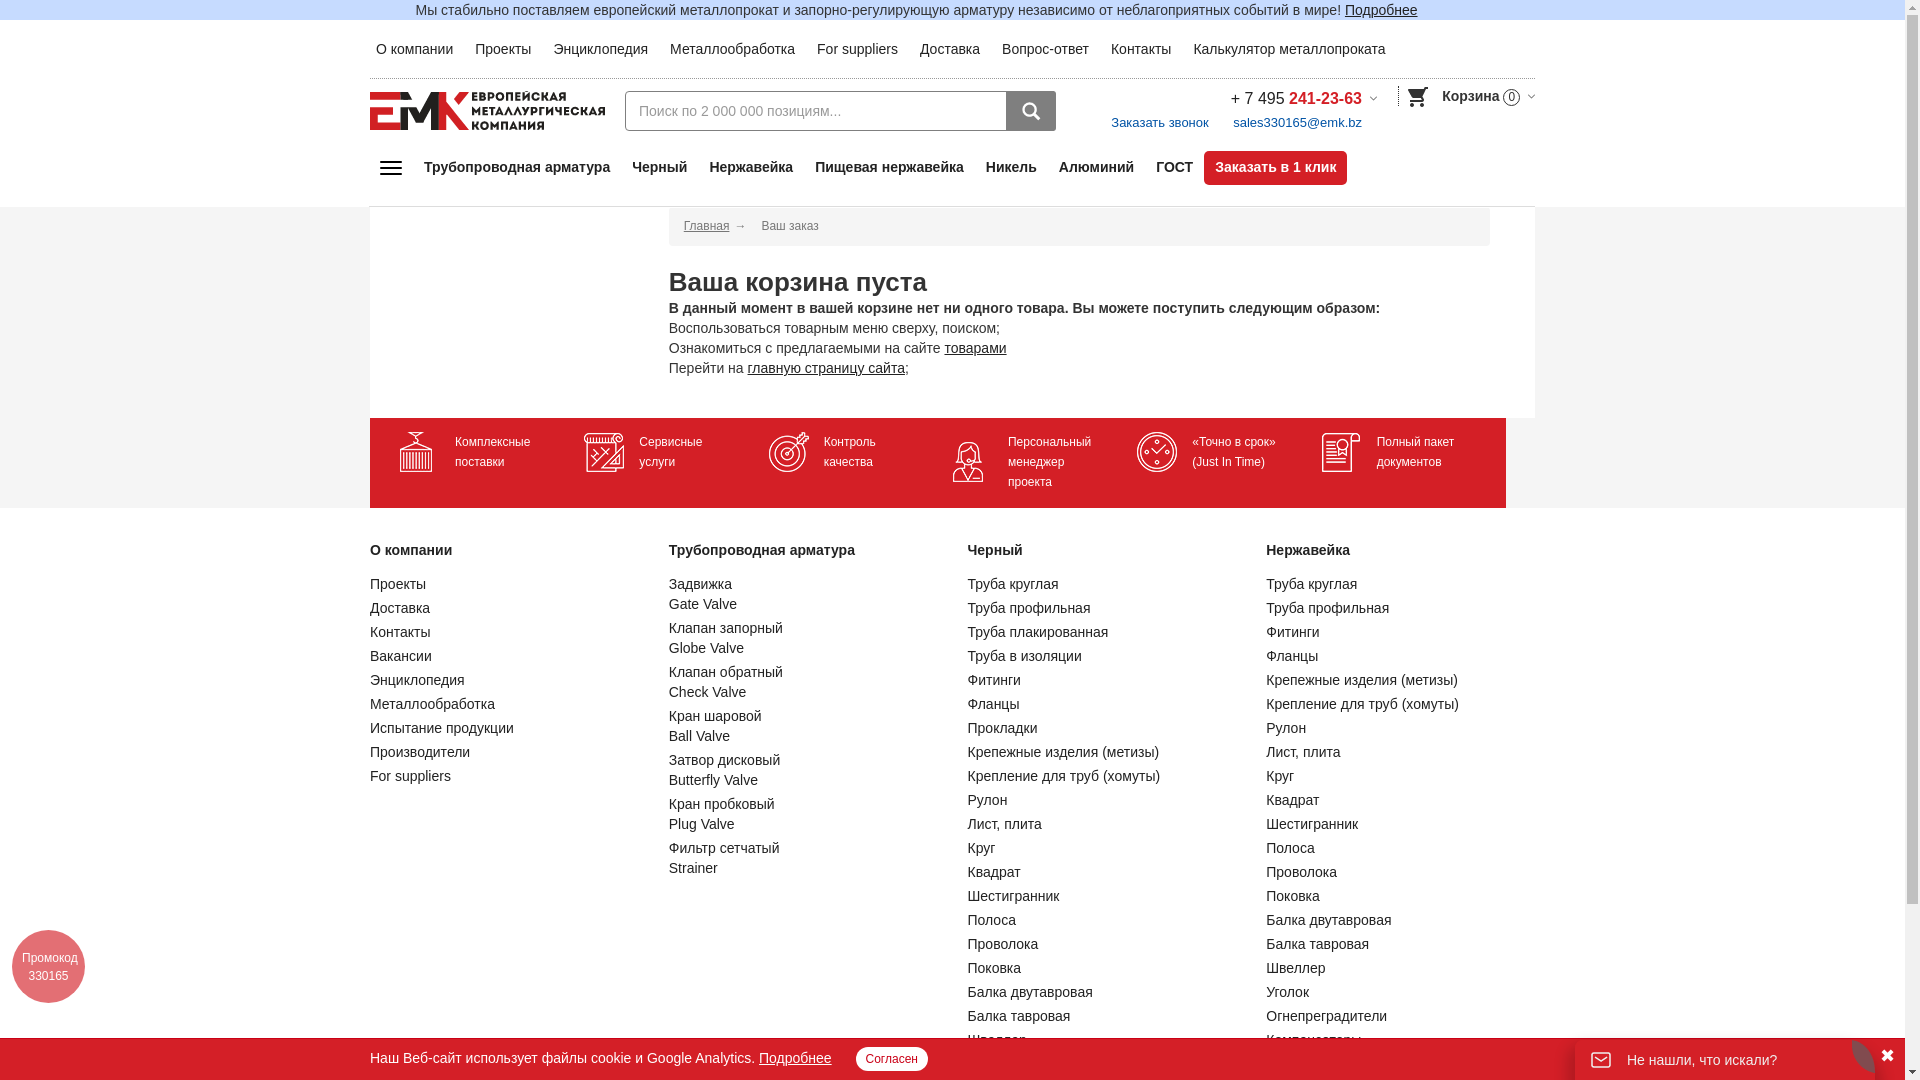 Мы стабильно поставляем европейский металлопрокат и запорно-регулирующую арматуру независимо от неблагоприятных событий в мире! Подробнее
О компании Проекты Энциклопедия Металлообработка For suppliers Доставка Вопрос-ответ Контакты Калькулятор металлопроката
ЕМК ЕВРОПЕЙСКАЯ
МЕТАЛЛУРГИЧЕСКАЯ
КОМПАНИЯ
Поиск по 2 000 000 позициям...
+ 7 495 241-23-63
Заказать звонок sales330165@emk.bz
Корзина 0
Трубопроводная арматура Черный Нержавейка Пищевая нержавейка Никель Алюминий ГОСТ Заказать в 1 клик
Главная → Ваш заказ
Ваша корзина пуста
В данный момент в вашей корзине нет ни одного товара. Вы можете поступить следующим образом:
Воспользоваться товарным меню сверху, поиском;
Ознакомиться с предлагаемыми на сайте товарами
Перейти на главную страницу сайта;
Комплексные
поставки
Сервисные
услуги
Контроль
качества
Персональный
менеджер
проекта
«Точно в срок»
(Just In Time)
Полный пакет
документов
О компании
Проекты
Доставка
Контакты
Вакансии
Энциклопедия
Металлообработка
Испытание продукции
Производители
For suppliers
Трубопроводная арматура
Задвижка
Gate Valve
Клапан запорный
Globe Valve
Клапан обратный
Check Valve
Кран шаровой
Ball Valve
Затвор дисковый
Butterfly Valve
Кран пробковый
Plug Valve
Фильтр сетчатый
Strainer
Черный
Труба круглая
Труба профильная
Труба плакированная
Труба в изоляции
Фитинги
Фланцы
Прокладки
Крепежные изделия (метизы)
Крепление для труб (хомуты)
Рулон
Лист, плита
Круг
Квадрат
Шестигранник
Полоса
Проволока
Поковка
Балка двутавровая
Балка тавровая
Швеллер
Нержавейка
Труба круглая
Труба профильная
Фитинги
Фланцы
Крепежные изделия (метизы)
Крепление для труб (хомуты)
Рулон
Лист, плита
Круг
Квадрат
Шестигранник
Полоса
Проволока
Поковка
Балка двутавровая
Балка тавровая
Швеллер
Уголок
Огнепреградители
Компенсаторы
Промокод
330165
Наш Веб-сайт использует файлы cookie и Google Analytics. Подробнее Согласен
Не нашли, что искали?